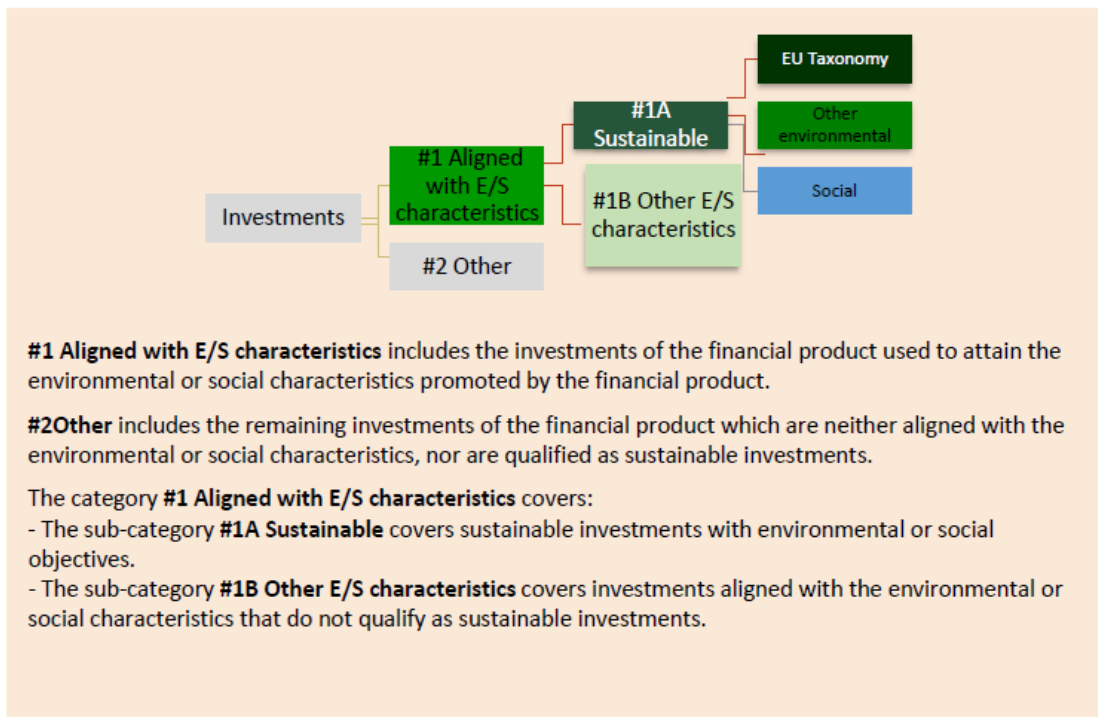 EU Taxonomy
#1A
Sustainable
Other
environmental
#1 Aligned
with E/S
characteristics
Social
#1B Other E/S
characteristics
Investments
#2 Other
#1 Aligned with E/S characteristics includes the investments of the financial product used to attain the
environmental or social characteristics promoted by the financial product.
#2Other includes the remaining investments of the financial product which are neither aligned with the
environmental or social characteristics, nor are qualified as sustainable investments.
The category #1 Aligned with E/S characteristics covers:
- The sub-category #1A Sustainable covers sustainable investments with environmental or social
objectives.
- The sub-category #1B Other E/S characteristics covers investments aligned with the environmental or
social characteristics that do not qualify as sustainable investments.